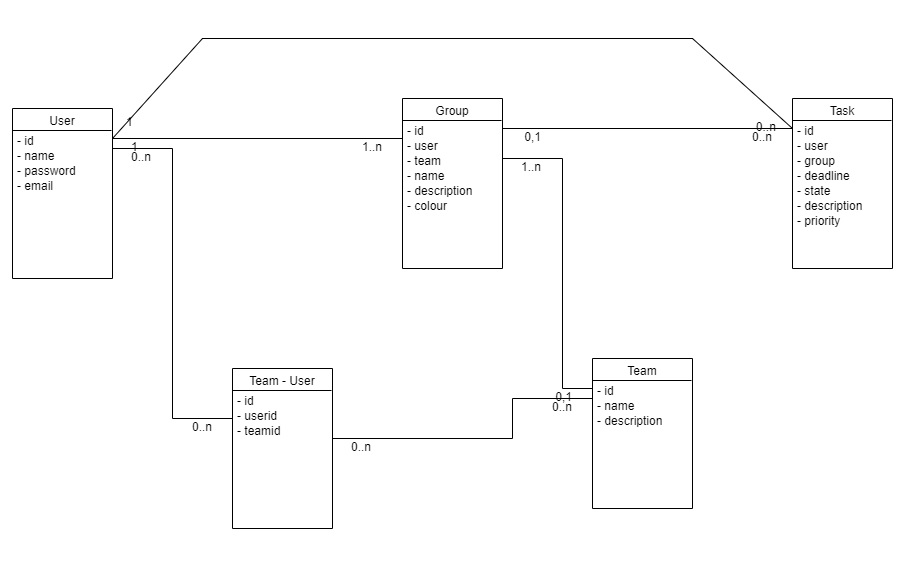 User
- id
- name
- password
- email
1
1
0..n
1..n
Group
- id
- user
- team
- name
- description
- colour
0,1
1..n
0..n
0..n
Task
- id
- user
- group
- deadline
- state
- description
- priority
Team - User
- id
- userid
- teamid
0..n
0..n
0,1
0..n
Team
- id
- name
- description